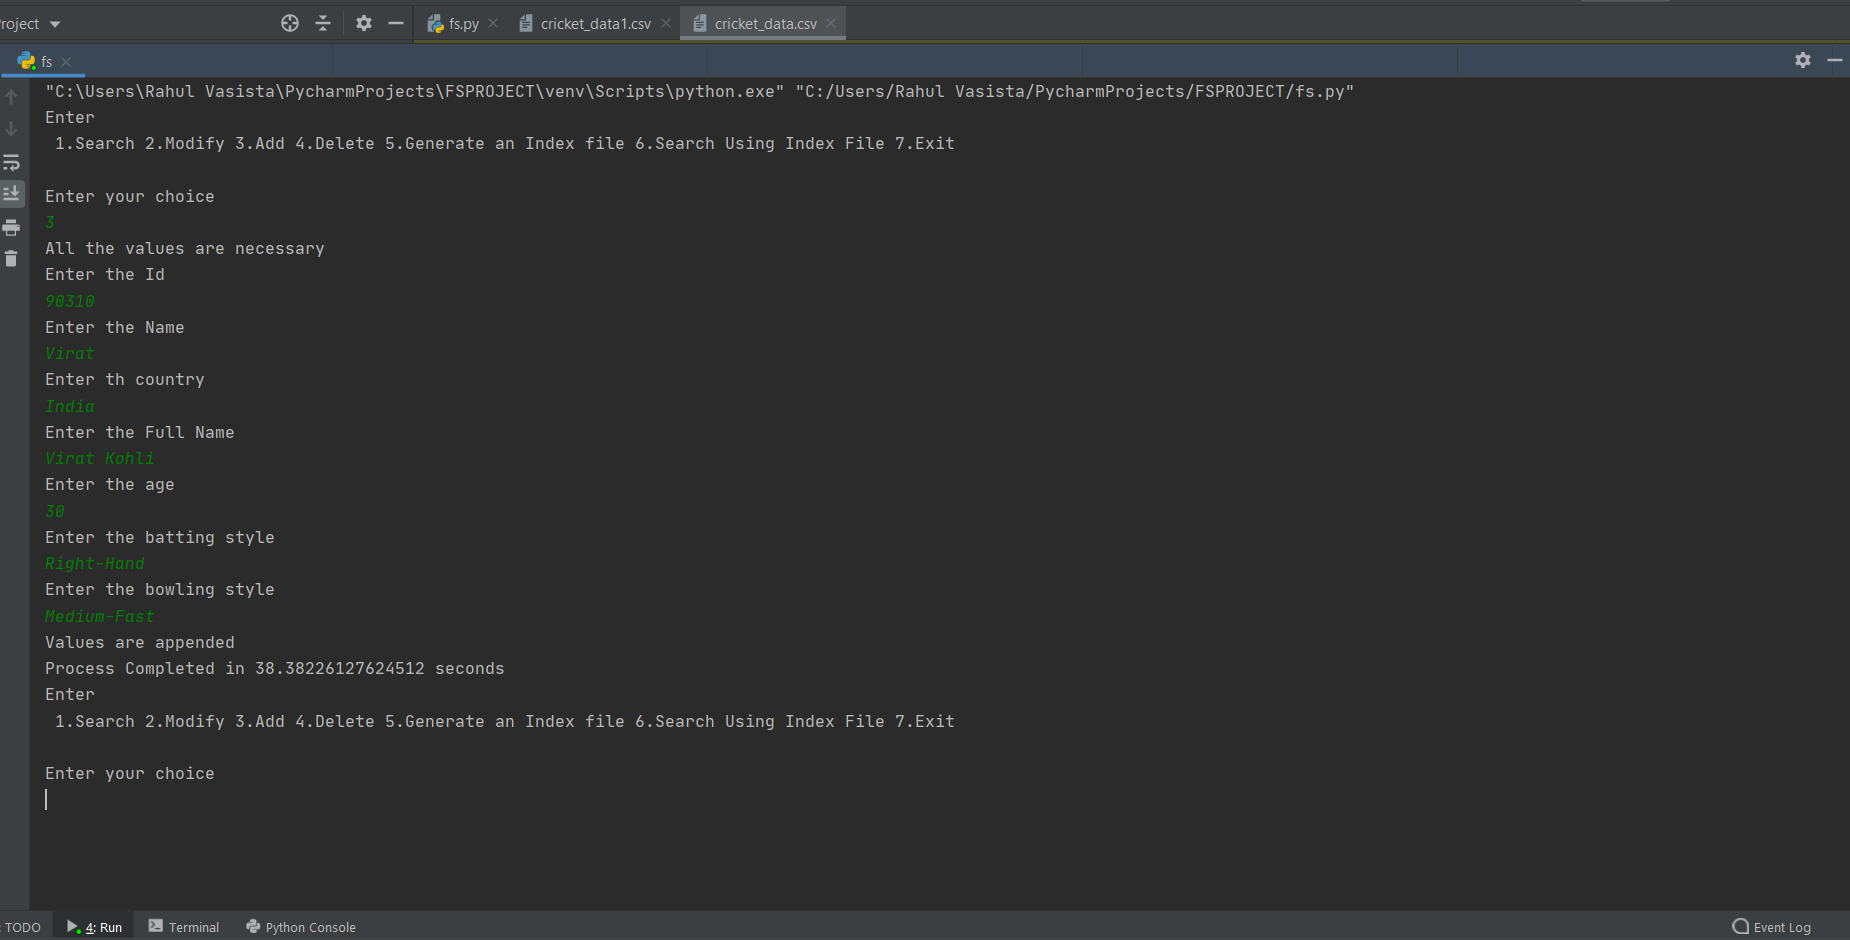 roject fs.py cricket_data1.csv cricket_data.csv
fs
"C:\Users\Rahul Vasista\PycharmProjects\FSPROJECT\venv\Scripts\python.exe" "C:/Users/Rahul Vasista/PycharmProjects/FSPROJECT/fs.py"
Enter
1.Search 2.Modify 3.Add 4.Delete 5.Generate an Index file 6.Search Using Index File 7.Exit
Enter your choice
3
All the values are necessary
Enter the Id
90310
Enter the Name
Virat
Enter th country
India
Enter the Full Name
Virat Kohli
Enter the age
30
Enter the batting style
Right-Hand
Enter the bowling style
Medium-Fast
Values are appended
Process Completed in 38.38226127624512 seconds
Enter
1.Search 2.Modify 3.Add 4.Delete 5.Generate an Index file 6.Search Using Index File 7.Exit
Enter your choice
: TODO 4: Run Terminal Python Console Event Log